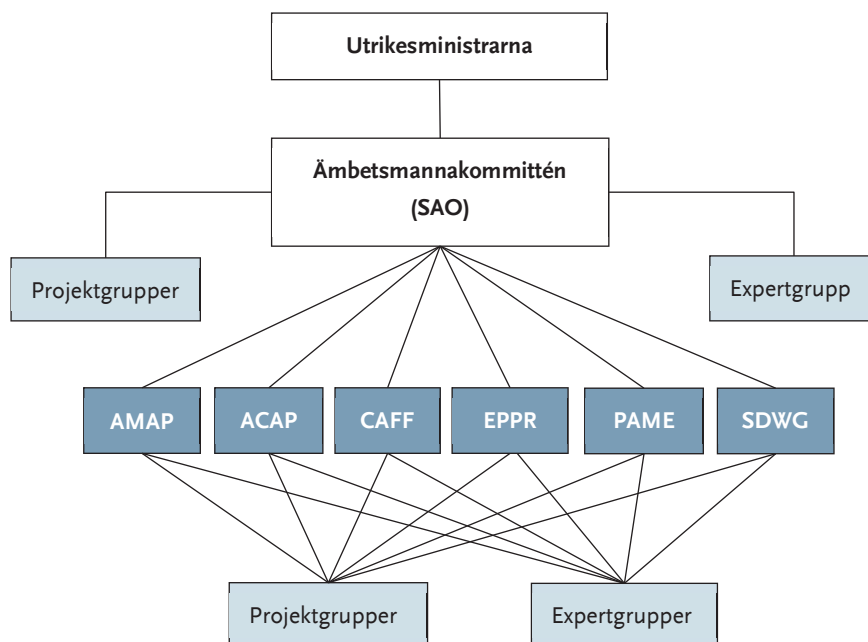 Utrikesministrarna
Ämbetsmannakommittén
(SAO)
Projektgrupper
Expertgrupp
AMAP
ACAP
CAFF
EPPR
PAME
SDWG
Projektgrupper
Expertgrupper